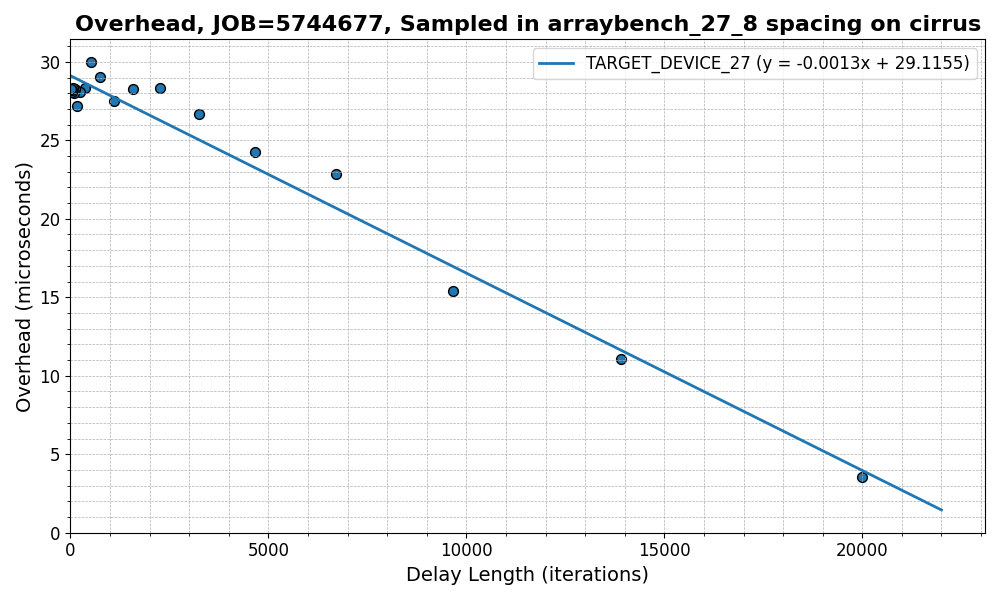 Overhead, JOB=5744677, Sampled in arraybench_27_8 spacing on cirrus
TARGET_DEVICE_27 (y = -0.0013x + 29.1155)
Overhead (microseconds)
30
25
20
15
10
5
0
0 5000 10000 15000 20000
Delay Length (iterations)